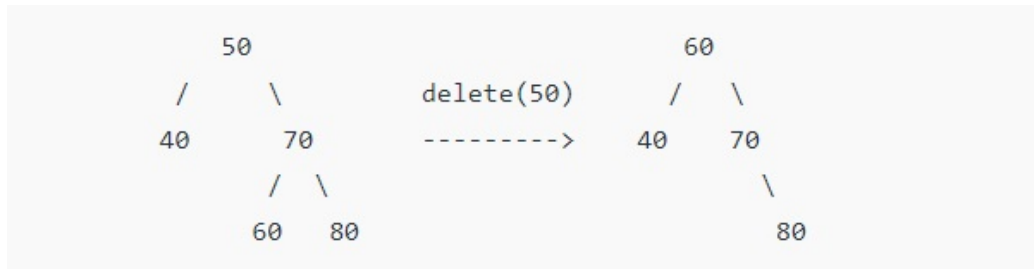 50 60
/ \ delete(50) / \
40 70 ---------> 40 70
/ \ \
60 80 80